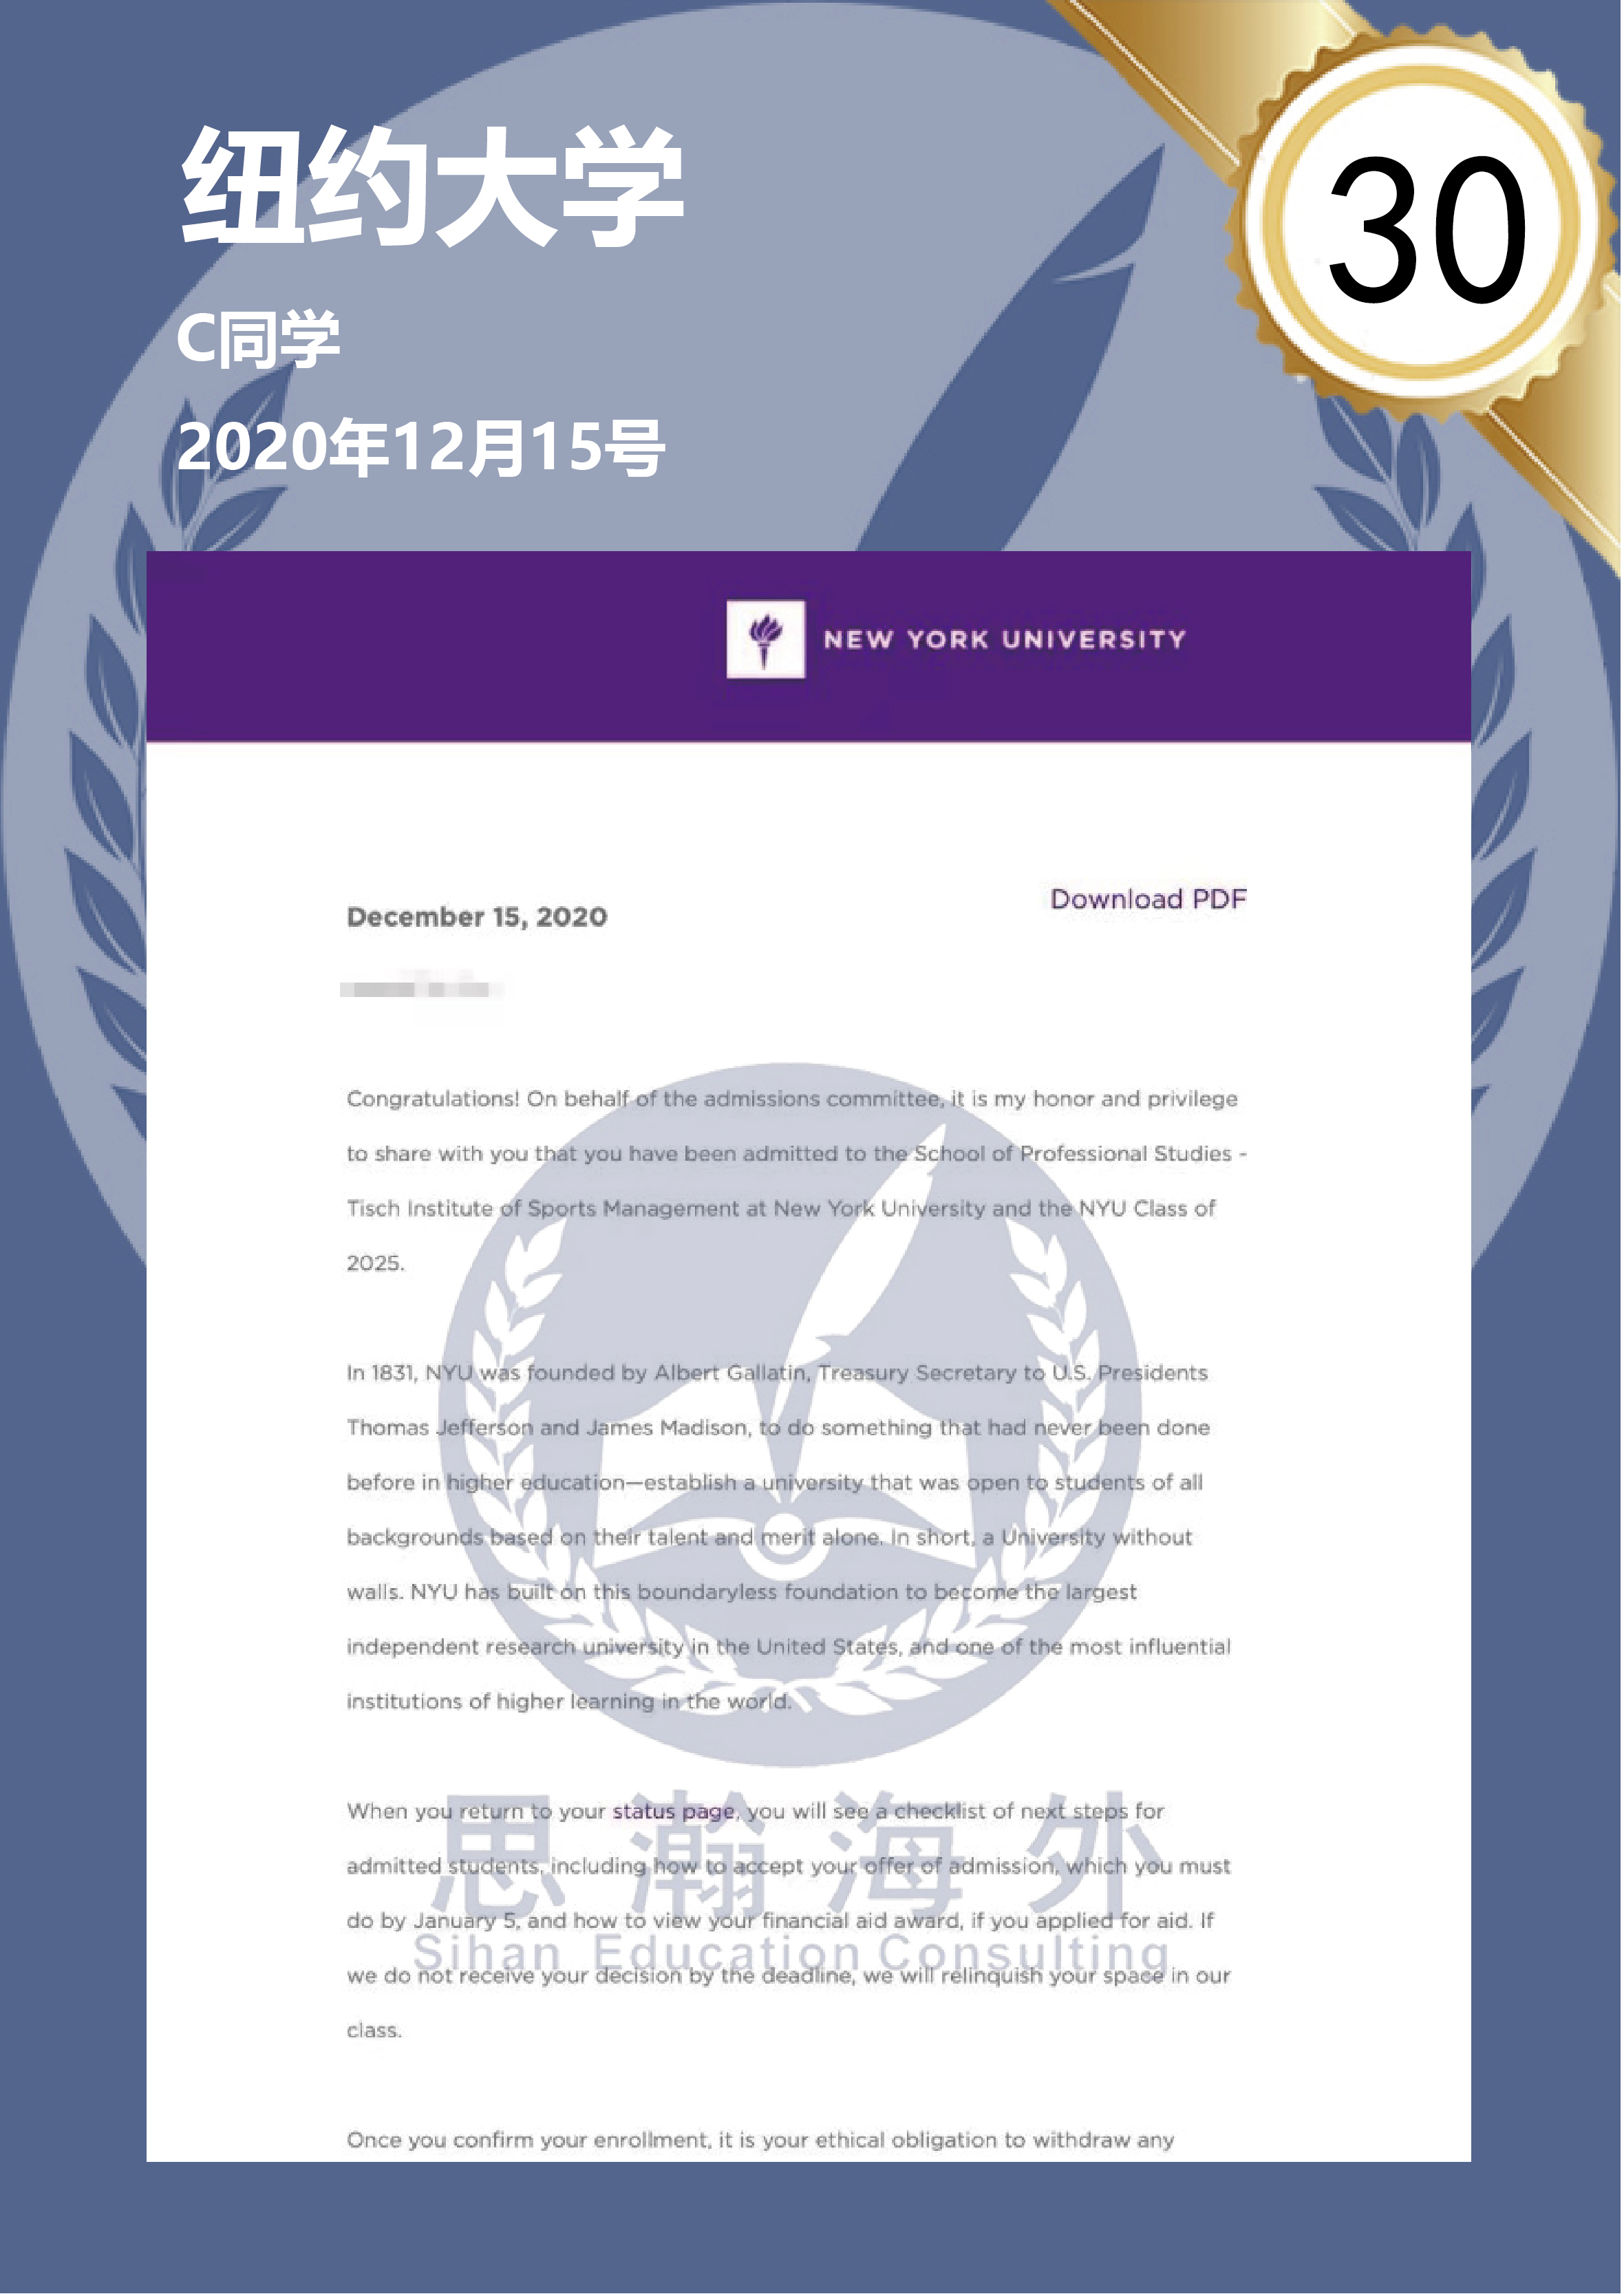 纽约大学
30
C同学
2020年12月15号
NEW YORK UNIVERSITY
Download PDF
December 15, 2020
Congratulations! On behalf of the admissions committee, it is my honor and privilege
to share with you that you have been admitted to the School of Professional Studies -
Tisch Institute of Sports Management at New York University and the NYU Class of
2025.
In 1831, NYU was founded by Albert Gallatin, Treasury Secretary to U.S. Presidents
Thomas Jefferson and James Madison, to do something that had never been done
before in higher education—establish a university that was open to students of all
backgrounds based on their talent and merit alone. In short, a University without
walls. NYU has built on this boundaryless foundation to become the largest
independent research university in the United States, and one of the most influential
institutions of higher learning in the world.
When you return to your status page, you will see a checklist of next steps for
admitted students, including how to accept your offer of admission, which you must
do by January 5, and how to view your financial aid award, if you applied for aid. If
we do not receive your decision by the deadline, we will relinquish your space in our
class.
Once you confirm your enrollment, it is your ethical obligation to withdraw any
思瀚海外
Sihan Education Consulting